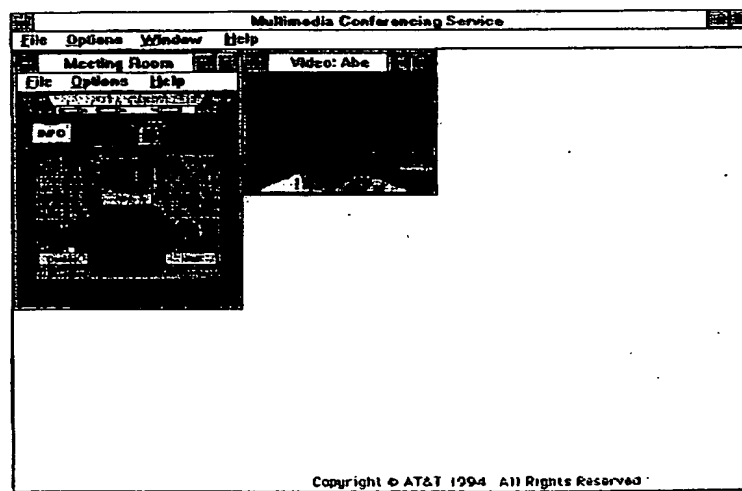 Multimedia Conferencing Service
File Options Window Help
Meeting Room
Video: Abe
File Options Help
INFO
Copyright © AT&T 1994 All Rights Reserved